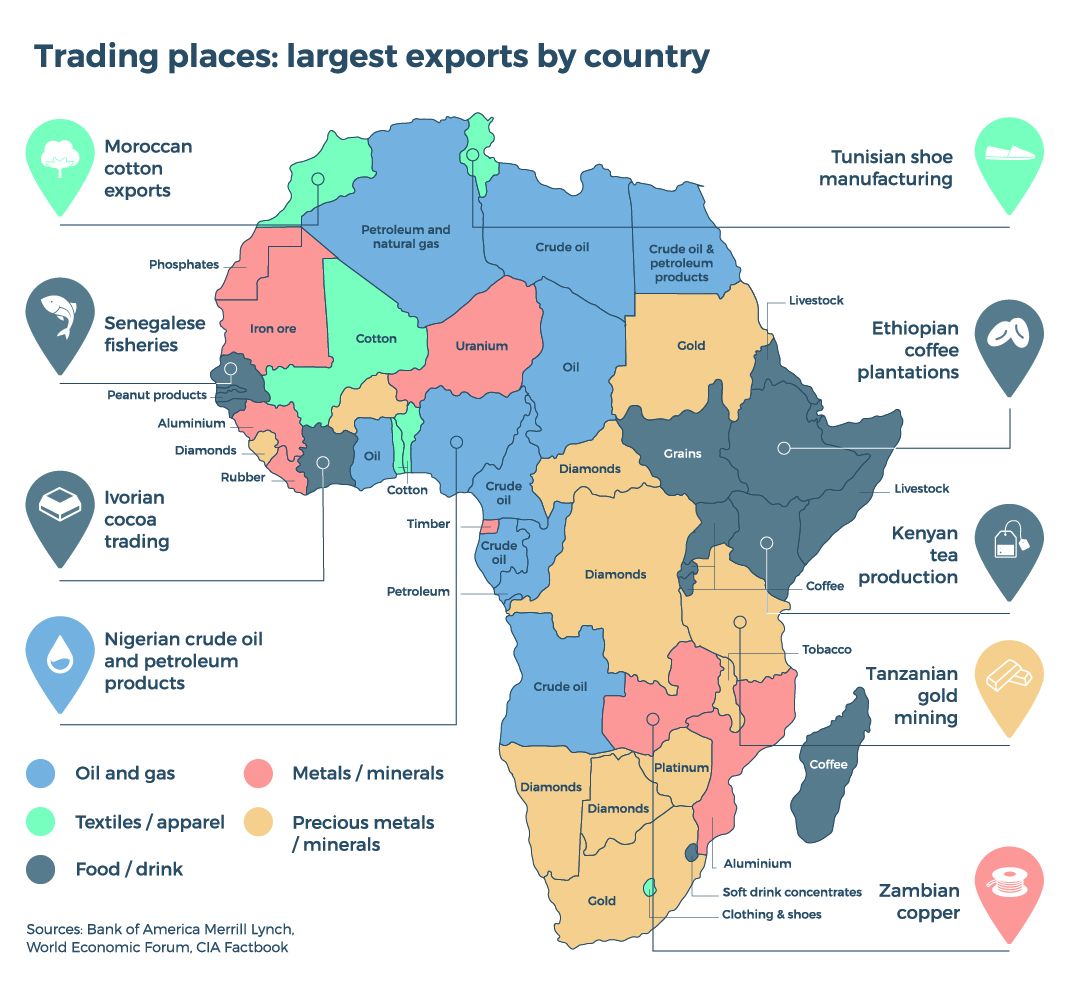 Trading places: largest exports by country
Moroccan
cotton
exports
Tunisian shoe
manufacturing
Petroleum and
natural gas
Crude oil
Crude oil &
petroleum
products
Phosphates
Senegalese
fisheries
Iron ore
Cotton
Uranium
Oil
Gold
Livestock
Ethiopian
coffee
plantations
Peanut products
Aluminium
Diamonds
Rubber
Oil
Cotton
Crude
oil
Diamonds
Grains
Livestock
Ivorian
cocoa
trading
Timber
Crude
oil
Petroleum
Diamonds
Coffee
Kenyan
tea
production
Nigerian crude oil
and petroleum
products
Crude oil
Tobacco
Tanzanian
gold
mining
Coffee
Platinum
Diamonds
Diamonds
Gold
Aluminium
Soft drink concentrates
Clothing & shoes
Zambian
copper
Oil and gas
Metals / minerals
Textiles / apparel
Precious metals
/ minerals
Food / drink
Sources: Bank of America Merrill Lynch,
World Economic Forum, CIA Factbook